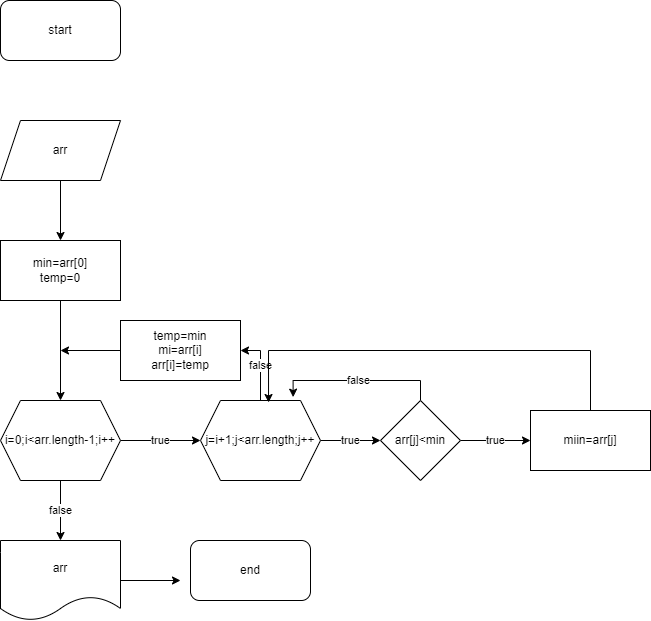 start
arr
min=arr[0]
temp=0
temp=min
mi=arr[i]
arr[i]=temp
false
false
i=0;i<arr.length-1;i++
true
j=i+1;j<arr.length;j++
true
arr[j]<min
true
miin=arr[j]
false
arr
end